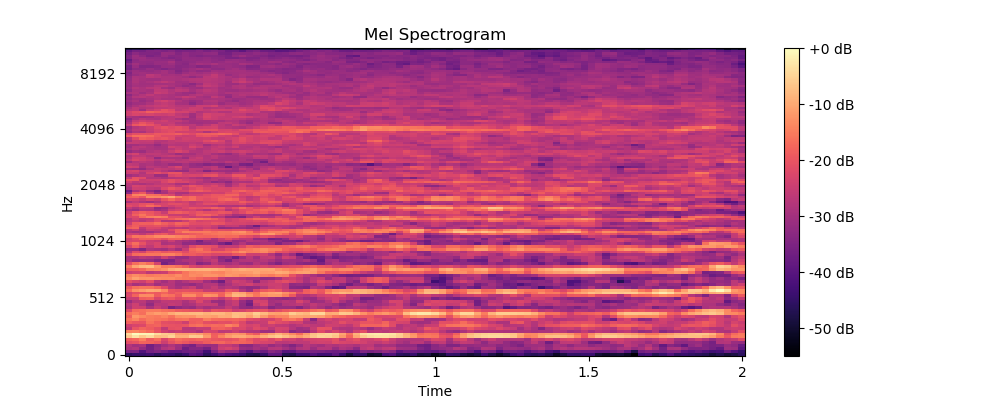 Mel Spectrogram
Hz
8192
4096
2048
1024
512
0
0 0.5 1 1.5 2
Time
+0 dB
-10 dB
-20 dB
-30 dB
-40 dB
-50 dB